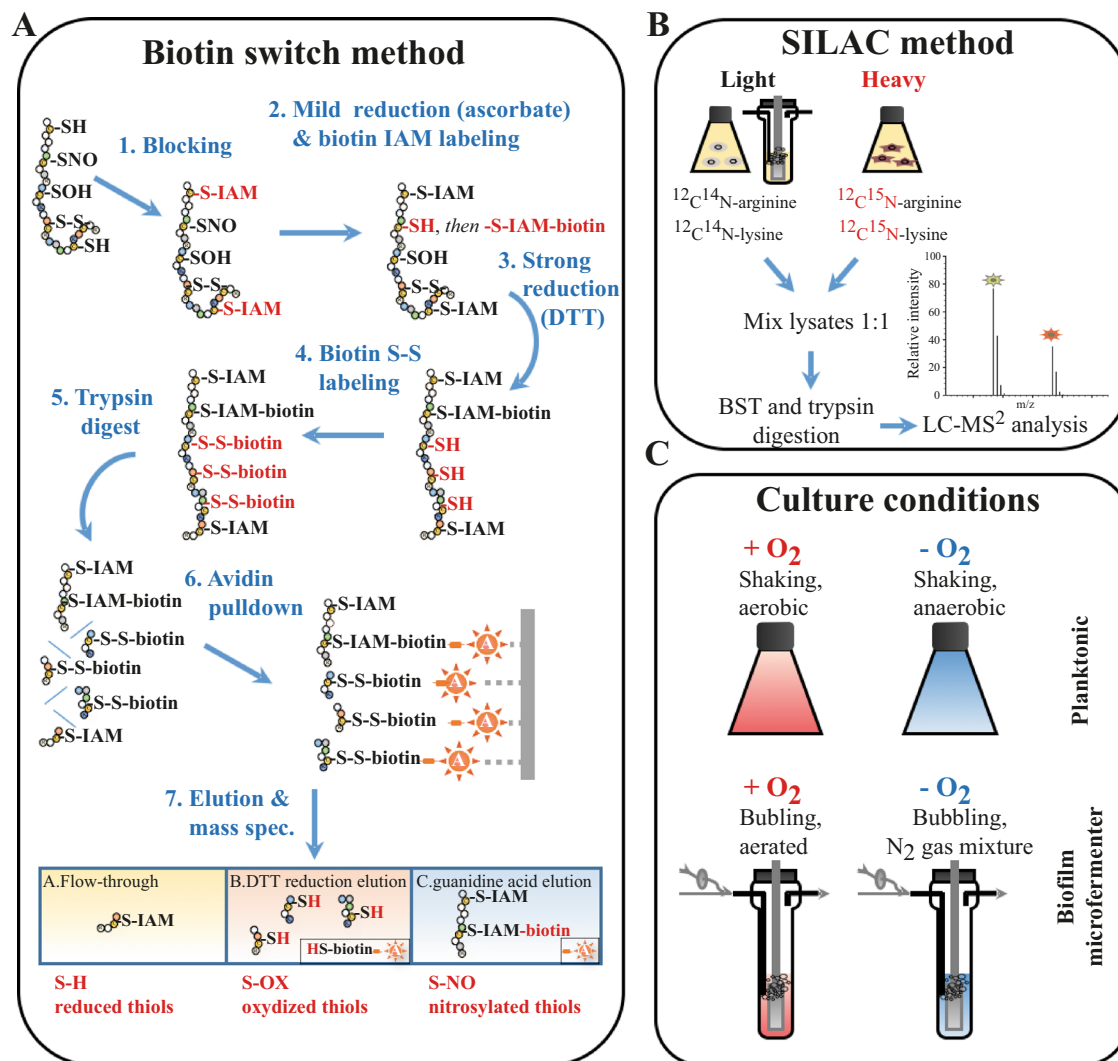 A
Biotin switch method
-SH
-SNO
-SOH
-S-S-
-SH
1. Blocking
-S-IAM
-SNO
-SOH
-S-S-
-S-IAM
2. Mild reduction (ascorbate)
& biotin IAM labeling
-S-IAM
-SH, then -S-IAM-biotin
-SOH
-S-S-
-S-IAM
3. Strong
reduction
(DTT)
-S-IAM
-S-IAM-biotin
-SH
-SH
-SH
-S-IAM
4. Biotin S-S
labeling
-S-IAM
-S-IAM-biotin
-S-S-biotin
-S-S-biotin
-S-S-biotin
-S-IAM
5. Trypsin
digest
-S-IAM
-S-IAM-biotin
-S-S-biotin
-S-S-biotin
-S-S-biotin
-S-IAM
6. Avidin
pulldown
-S-IAM
-S-IAM-biotin
A
-S-S-biotin
A
-S-S-biotin
A
-S-S-biotin
A
7. Elution &
mass spec.
A.Flow-through
-S-IAM
B.DTT reduction elution
-SH
-SH
-SH
HS-biotin
A
C.guanidine acid elution
-S-IAM
-S-IAM-biotin
A
S-H
reduced thiols
S-OX
oxydized thiols
S-NO
nitrosylated thiols
B
SILAC method
Light
Heavy
¹²C¹⁴N-arginine
¹²C¹⁴N-lysine
¹²C¹⁵N-arginine
¹²C¹⁵N-lysine
Mix lysates 1:1
BST and trypsin
digestion
LC-MS² analysis
Relative intensity
100
80
60
40
20
0
m/z
C
Culture conditions
+ O₂
Shaking,
aerobic
- O₂
Shaking,
anaerobic
Planktonic
+ O₂
Bubling,
aerated
- O₂
Bubbling,
N₂ gas mixture
Biofilm
microfermenter